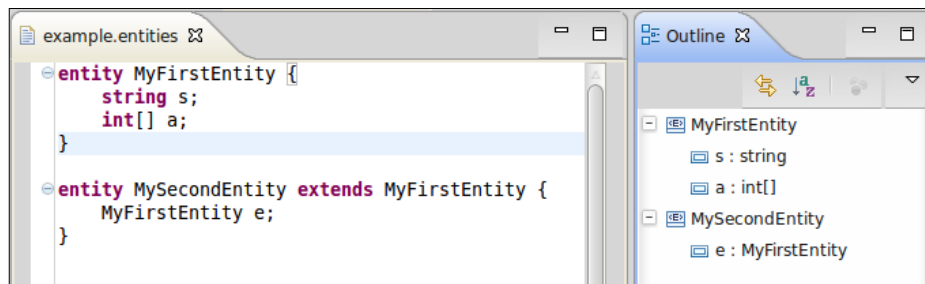 example.entities
entity MyFirstEntity {
string s;
int[] a;
}
entity MySecondEntity extends MyFirstEntity {
MyFirstEntity e;
}
Outline
MyFirstEntity
s : string
a : int[]
MySecondEntity
e : MyFirstEntity